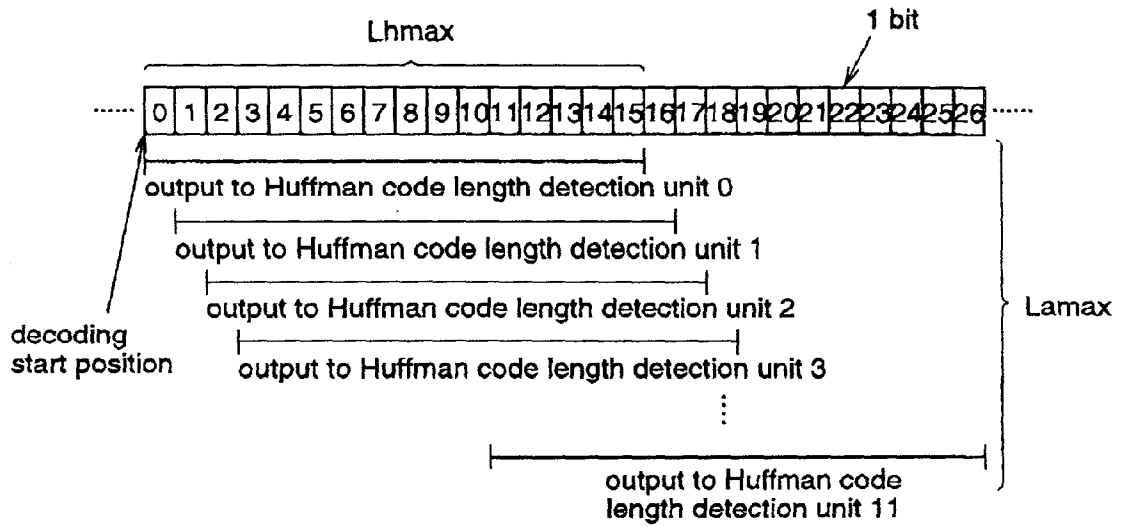 Lhmax
1 bit
...... 0 1 2 3 4 5 6 7 8 9 10 11 12 13 14 15 16 17 18 19 20 21 22 23 24 25 26 ......
output to Huffman code length detection unit 0
output to Huffman code length detection unit 1
output to Huffman code length detection unit 2
output to Huffman code length detection unit 3
decoding
start position
Lamax
output to Huffman code
length detection unit 11